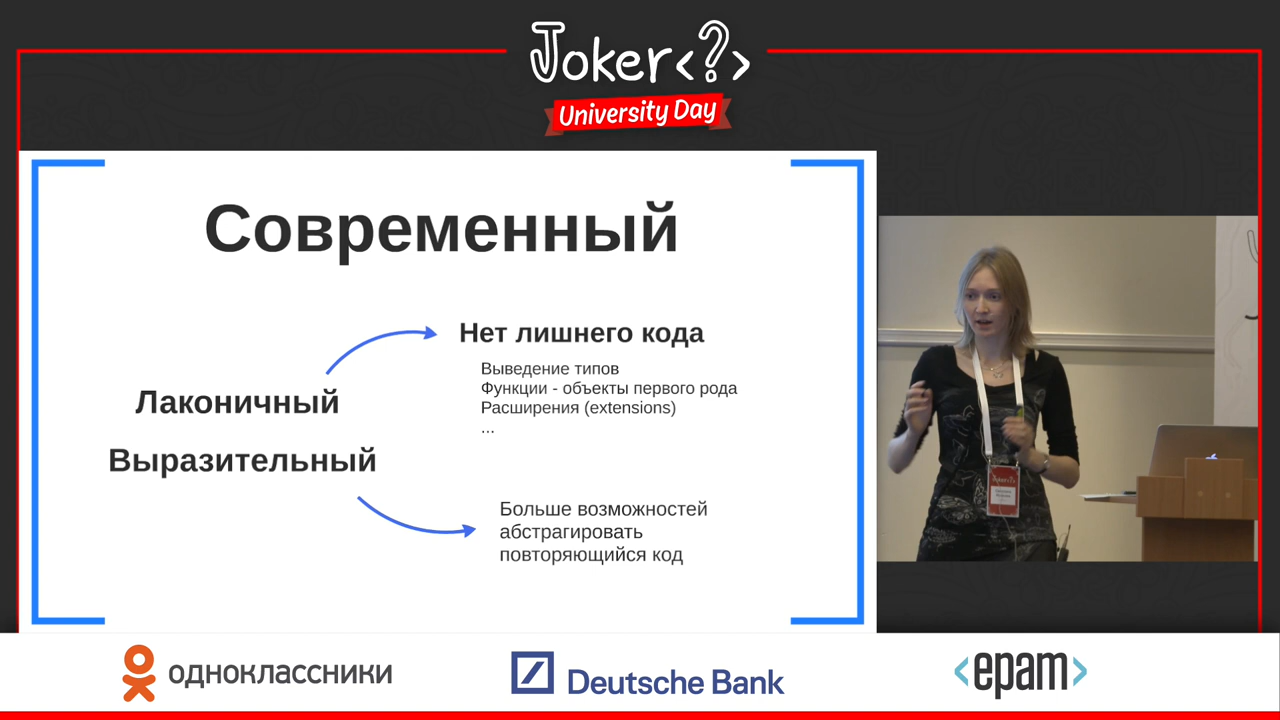 Joker<?>
University Day
Современный
Нет лишнего кода
Выведение типов
Функции - объекты первого рода
Расширения (extensions)
...
Лаконичный
Выразительный
Больше возможностей
абстрагировать
повторяющийся код
одноклассники
Deutsche Bank
<epam>